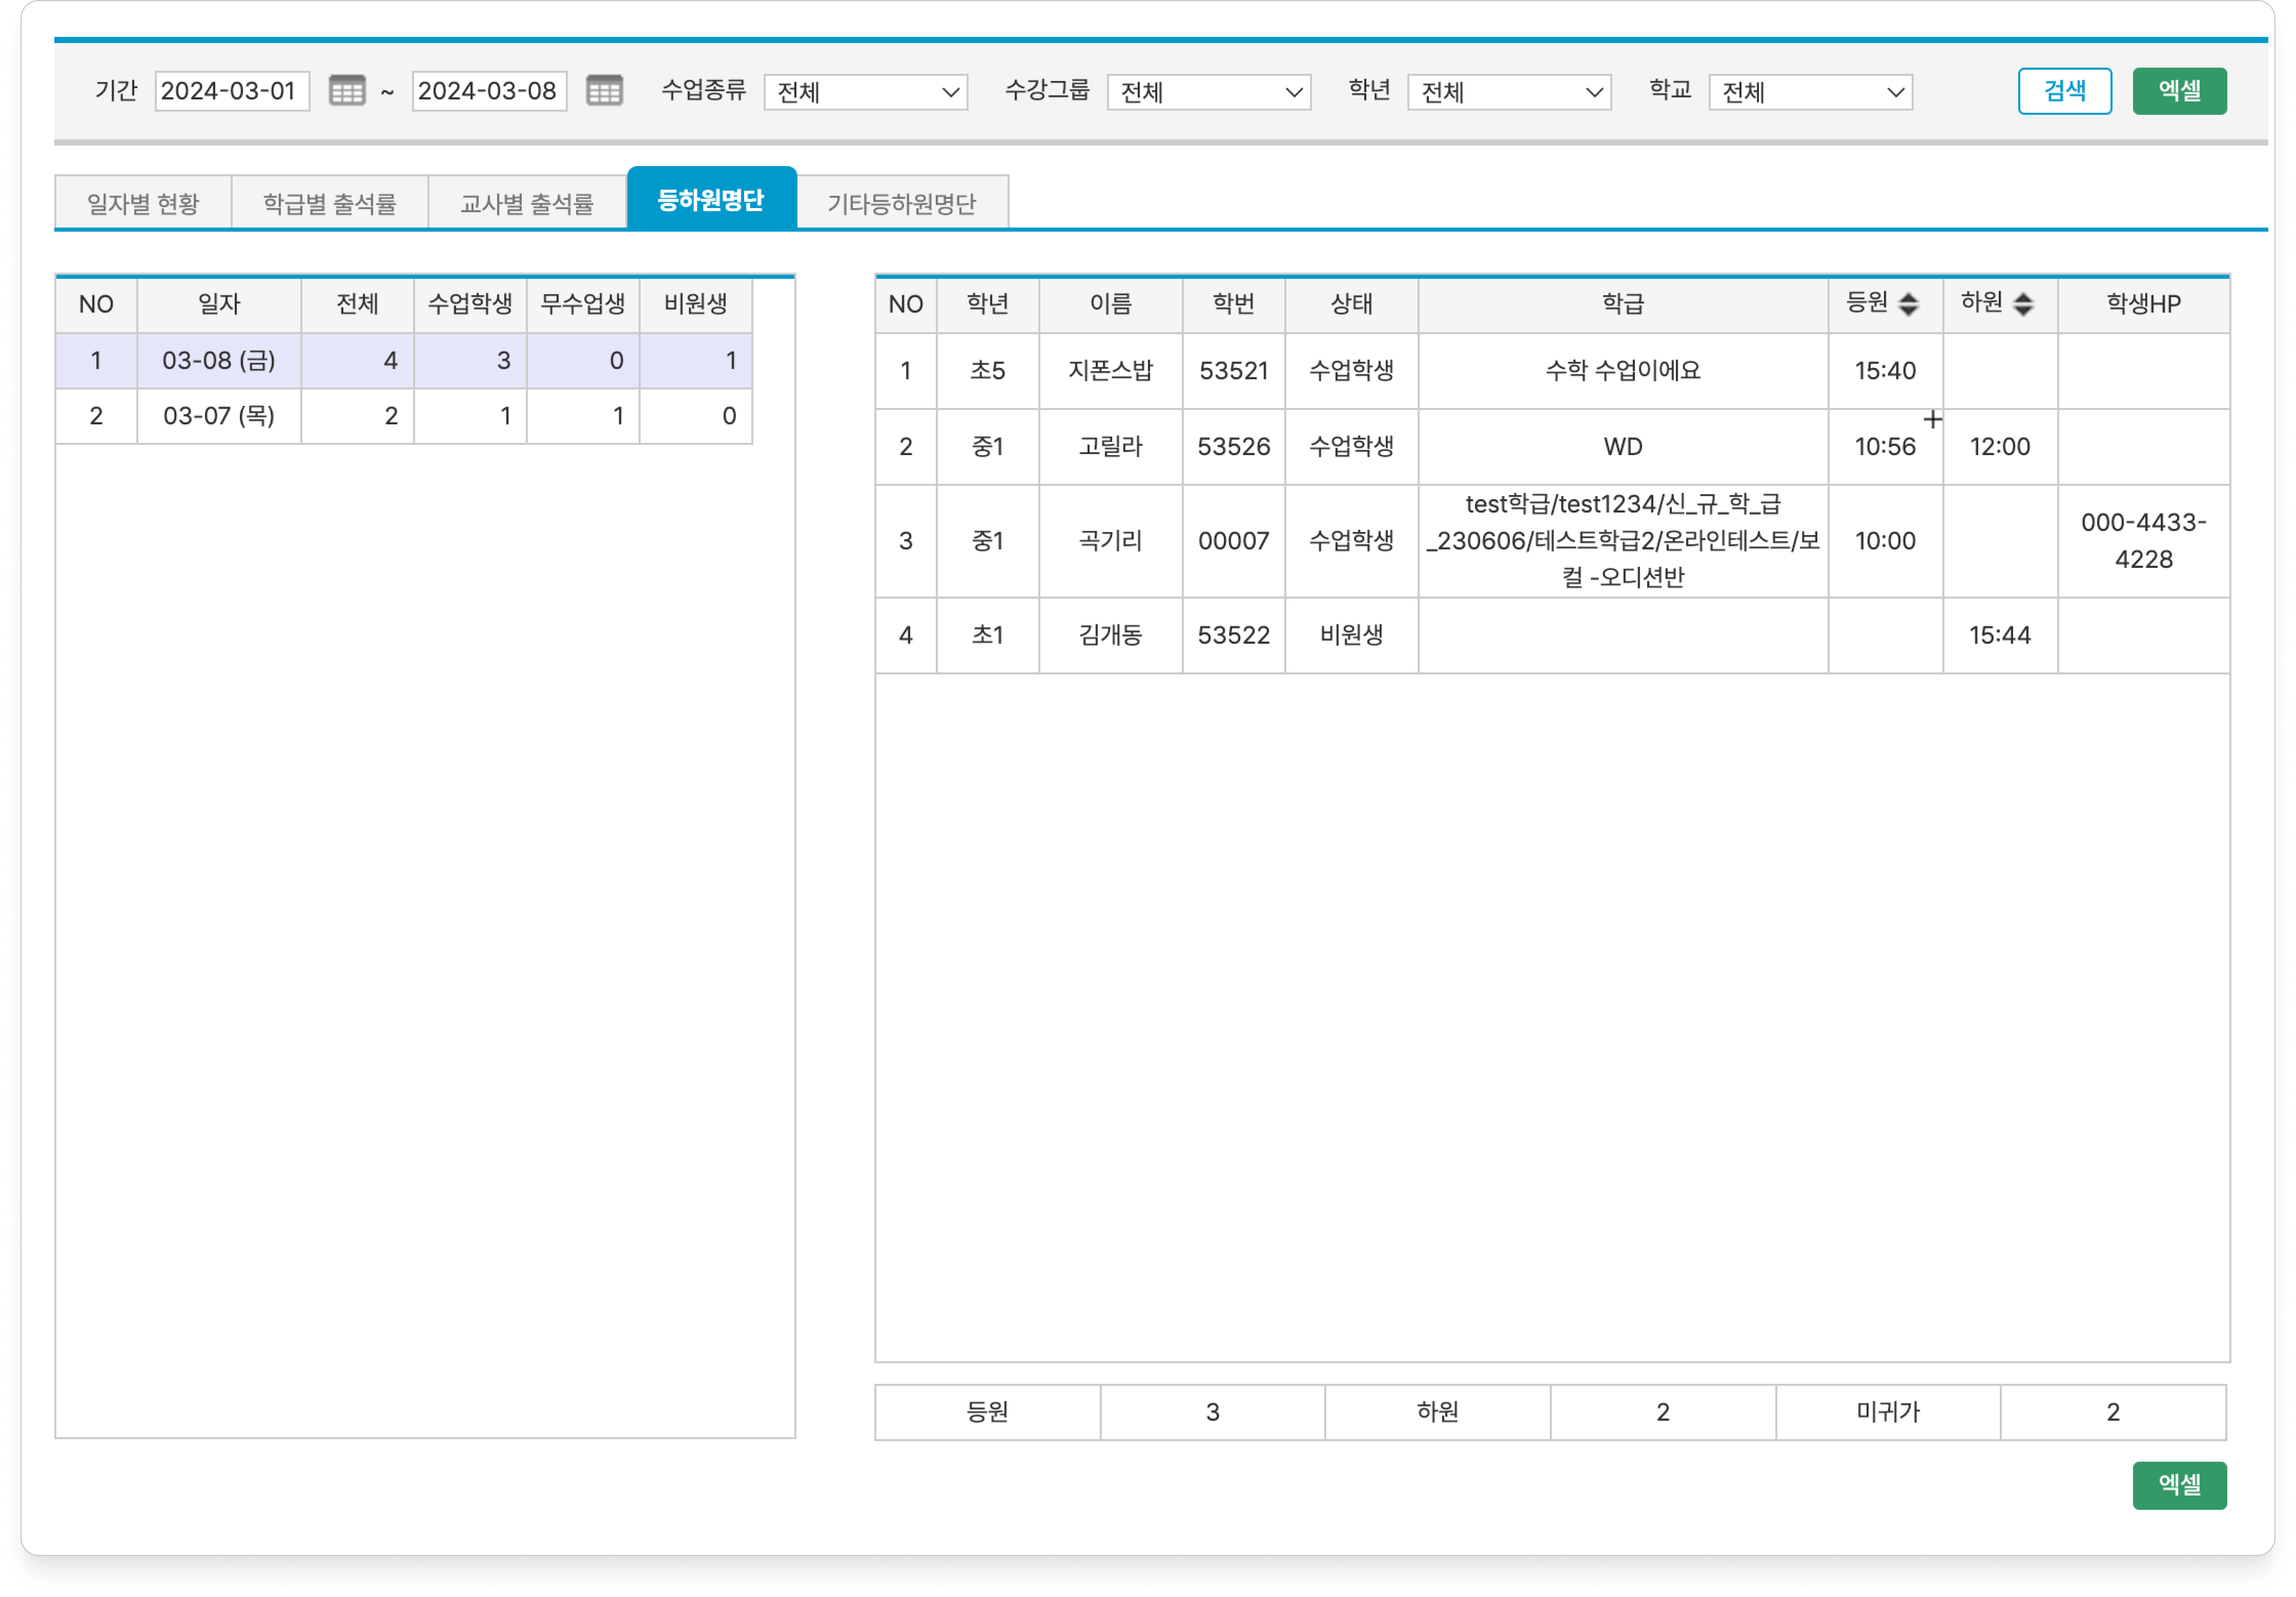 기간 2024-03-01 ~ 2024-03-08 수업종류 전체 수강그룹 전체 학년 전체 학교 전체 검색 엑셀
일자별 현황 학급별 출석률 교사별 출석률 등하원명단 기타등하원명단
NO 일자 전체 수업학생 무수업생 비원생
1 03-08 (금) 4 3 0 1
2 03-07 (목) 2 1 1 0
NO 학년 이름 학번 상태 학급 등원 하원 학생HP
1 초5 지폰스밥 53521 수업학생 수학 수업이에요 15:40
2 중1 고릴라 53526 수업학생 WD 10:56 12:00
3 중1 곡기리 00007 수업학생 test학급/test1234/신_규_학_급
_230606/테스트학급2/온라인테스트/보
컬 -오디션반 10:00 000-4433-
4228
4 초1 김개동 53522 비원생 15:44
등원 3 하원 2 미귀가 2
엑셀